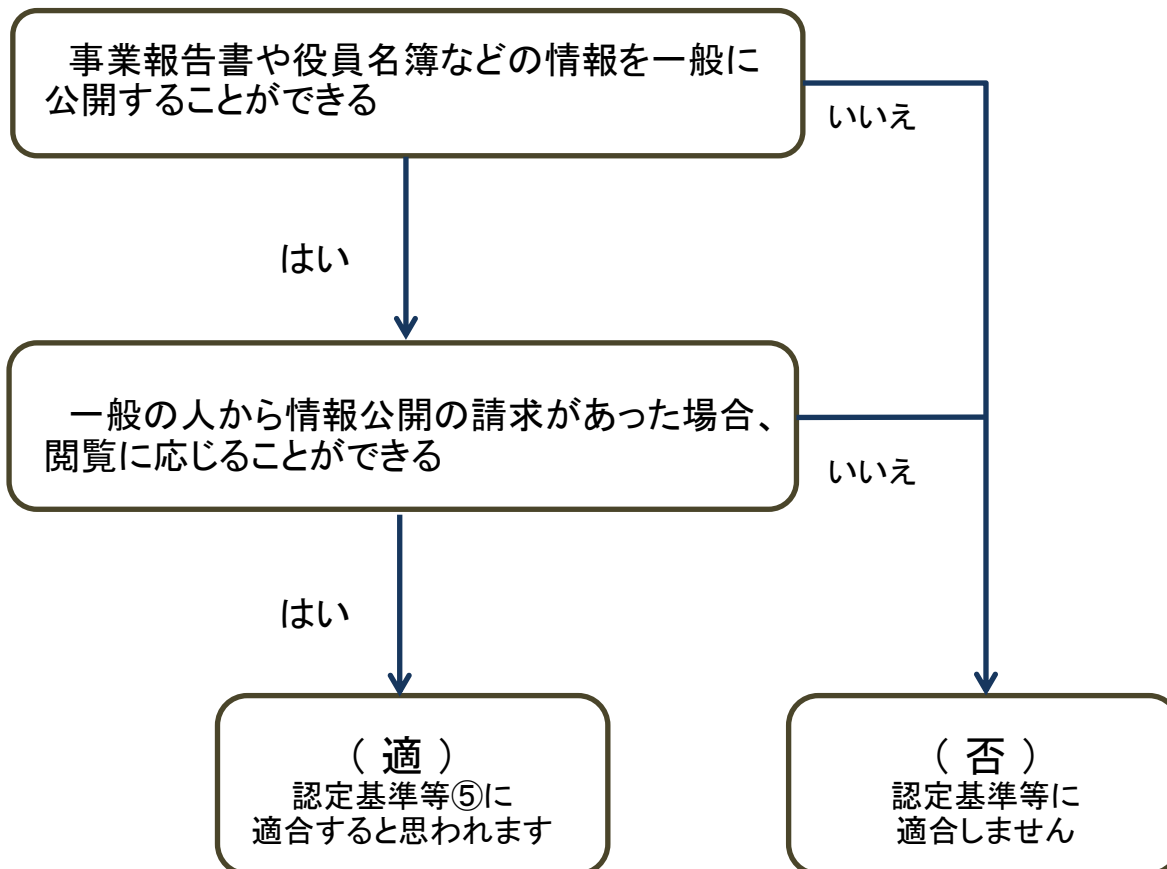 事業報告書や役員名簿などの情報を一般に
公開することができる
いいえ
はい
一般の人から情報公開の請求があった場合、
閲覧に応じることができる
いいえ
はい
（ 適 ）
認定基準等⑤に
適合すると思われます
（ 否 ）
認定基準等に
適合しません